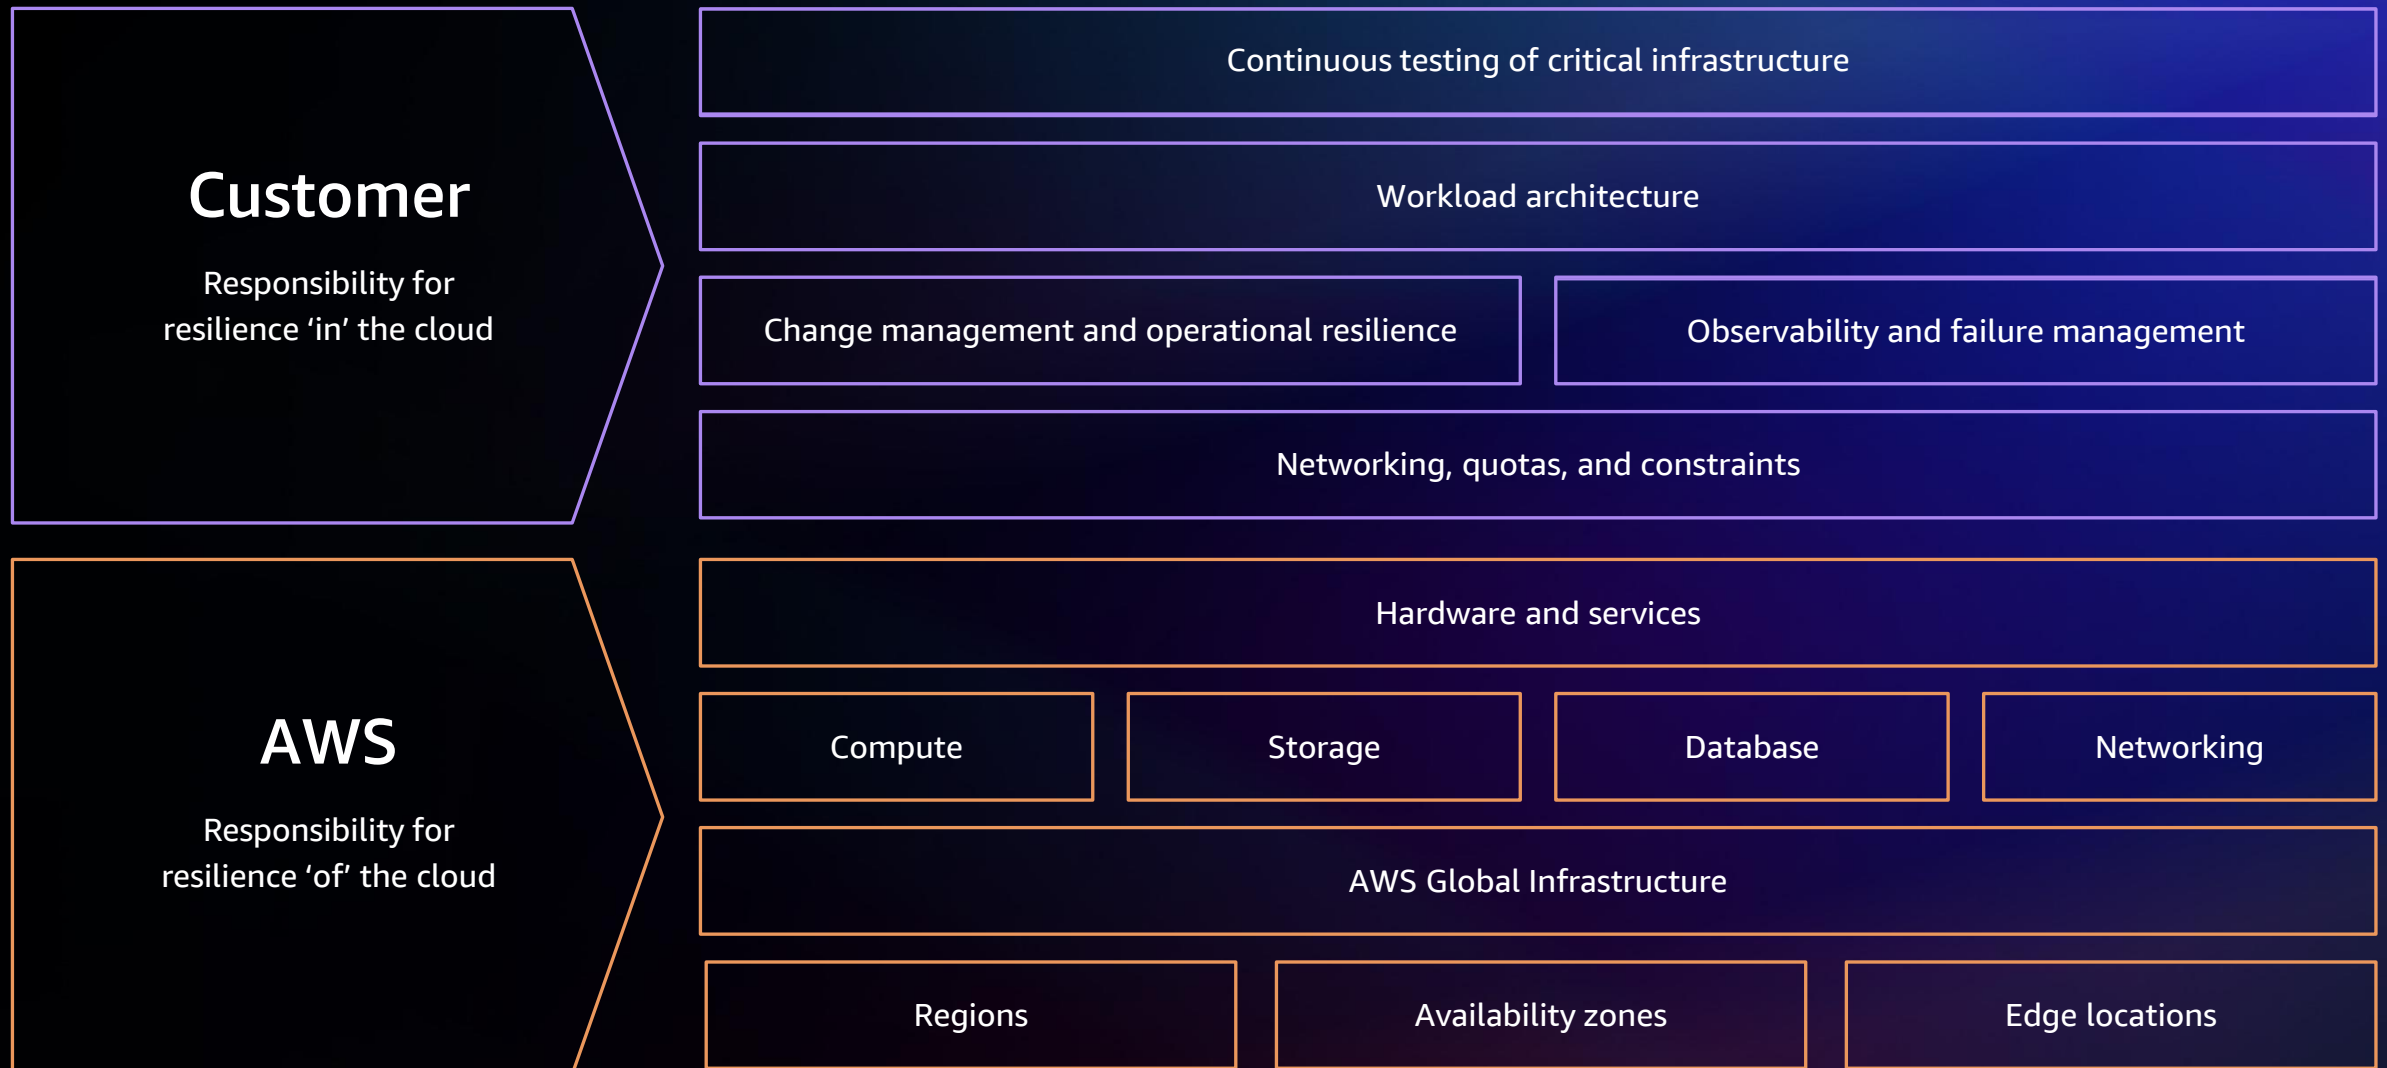 Customer
Responsibility for
resilience ‘in’ the cloud
Continuous testing of critical infrastructure
Workload architecture
Change management and operational resilience
Observability and failure management
Networking, quotas, and constraints
AWS
Responsibility for
resilience ‘of’ the cloud
Hardware and services
Compute
Storage
Database
Networking
AWS Global Infrastructure
Regions
Availability zones
Edge locations